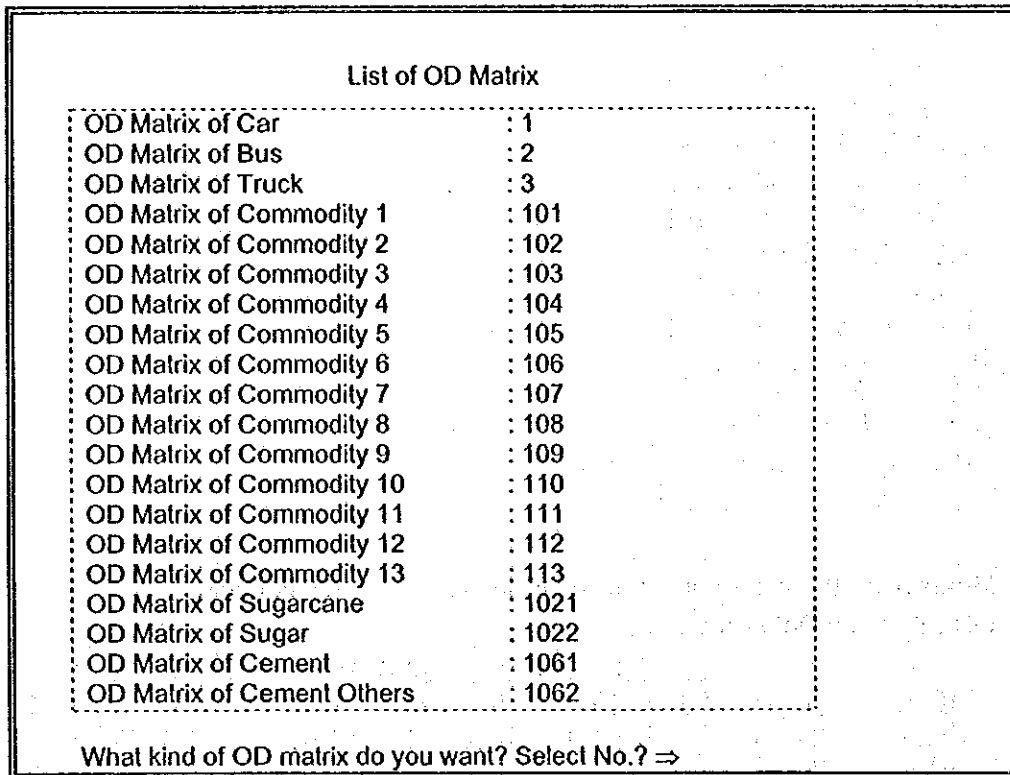 List of OD Matrix
OD Matrix of Car : 1
OD Matrix of Bus : 2
OD Matrix of Truck : 3
OD Matrix of Commodity 1 : 101
OD Matrix of Commodity 2 : 102
OD Matrix of Commodity 3 : 103
OD Matrix of Commodity 4 : 104
OD Matrix of Commodity 5 : 105
OD Matrix of Commodity 6 : 106
OD Matrix of Commodity 7 : 107
OD Matrix of Commodity 8 : 108
OD Matrix of Commodity 9 : 109
OD Matrix of Commodity 10 : 110
OD Matrix of Commodity 11 : 111
OD Matrix of Commodity 12 : 112
OD Matrix of Commodity 13 : 113
OD Matrix of Sugarcane : 1021
OD Matrix of Sugar : 1022
OD Matrix of Cement : 1061
OD Matrix of Cement Others : 1062
What kind of OD matrix do you want? Select No.? ⇒